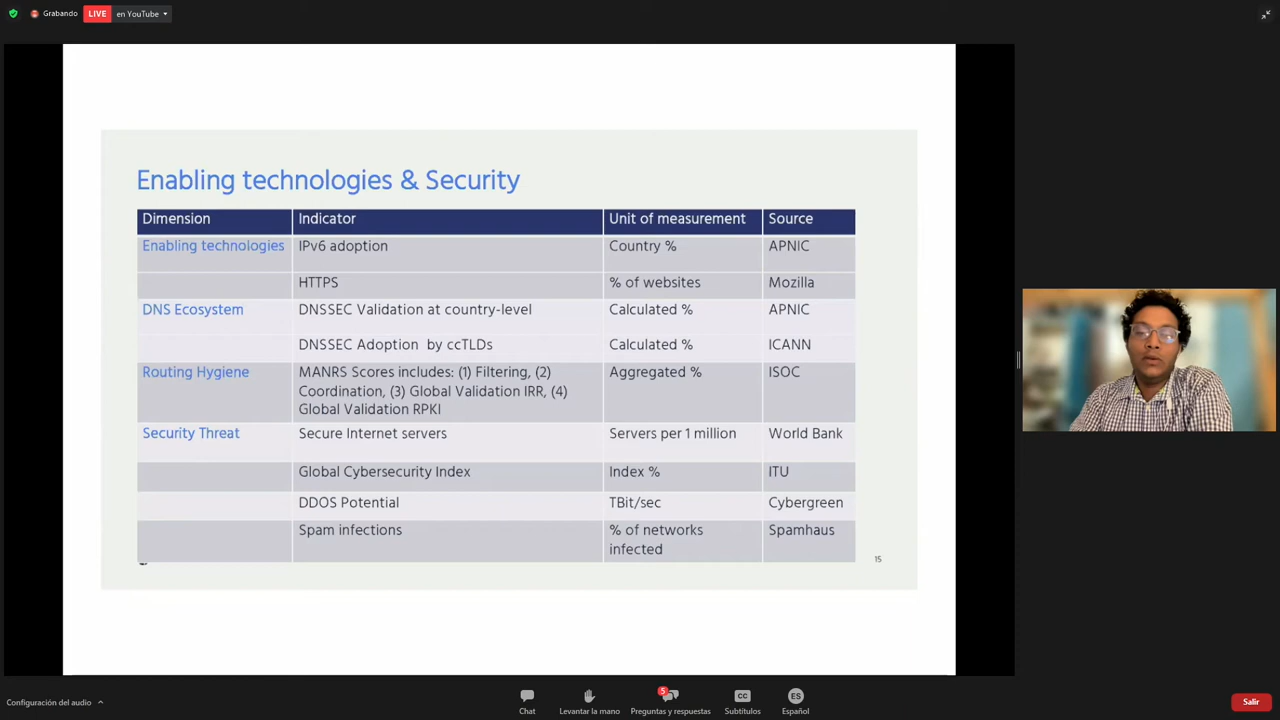 Grabando
LIVE
en YouTube
Enabling technologies & Security
Dimension Indicator Unit of measurement Source
Enabling technologies IPv6 adoption Country % APNIC
HTTPS % of websites Mozilla
DNS Ecosystem DNSSEC Validation at country-level Calculated % APNIC
DNSSEC Adoption by ccTLDs Calculated % ICANN
Routing Hygiene MANRS Scores includes: (1) Filtering, (2) Aggregated % ISOC
Coordination, (3) Global Validation IRR, (4)
Global Validation RPKI
Security Threat Secure Internet servers Servers per 1 million World Bank
Global Cybersecurity Index Index % ITU
DDOS Potential TBit/sec Cybergreen
Spam infections % of networks Spamhaus
infected
15
Configuración del audio
Chat
Levantar la mano
5
Preguntas y respuestas
CC
Subtítulos
ES
Español
Salir